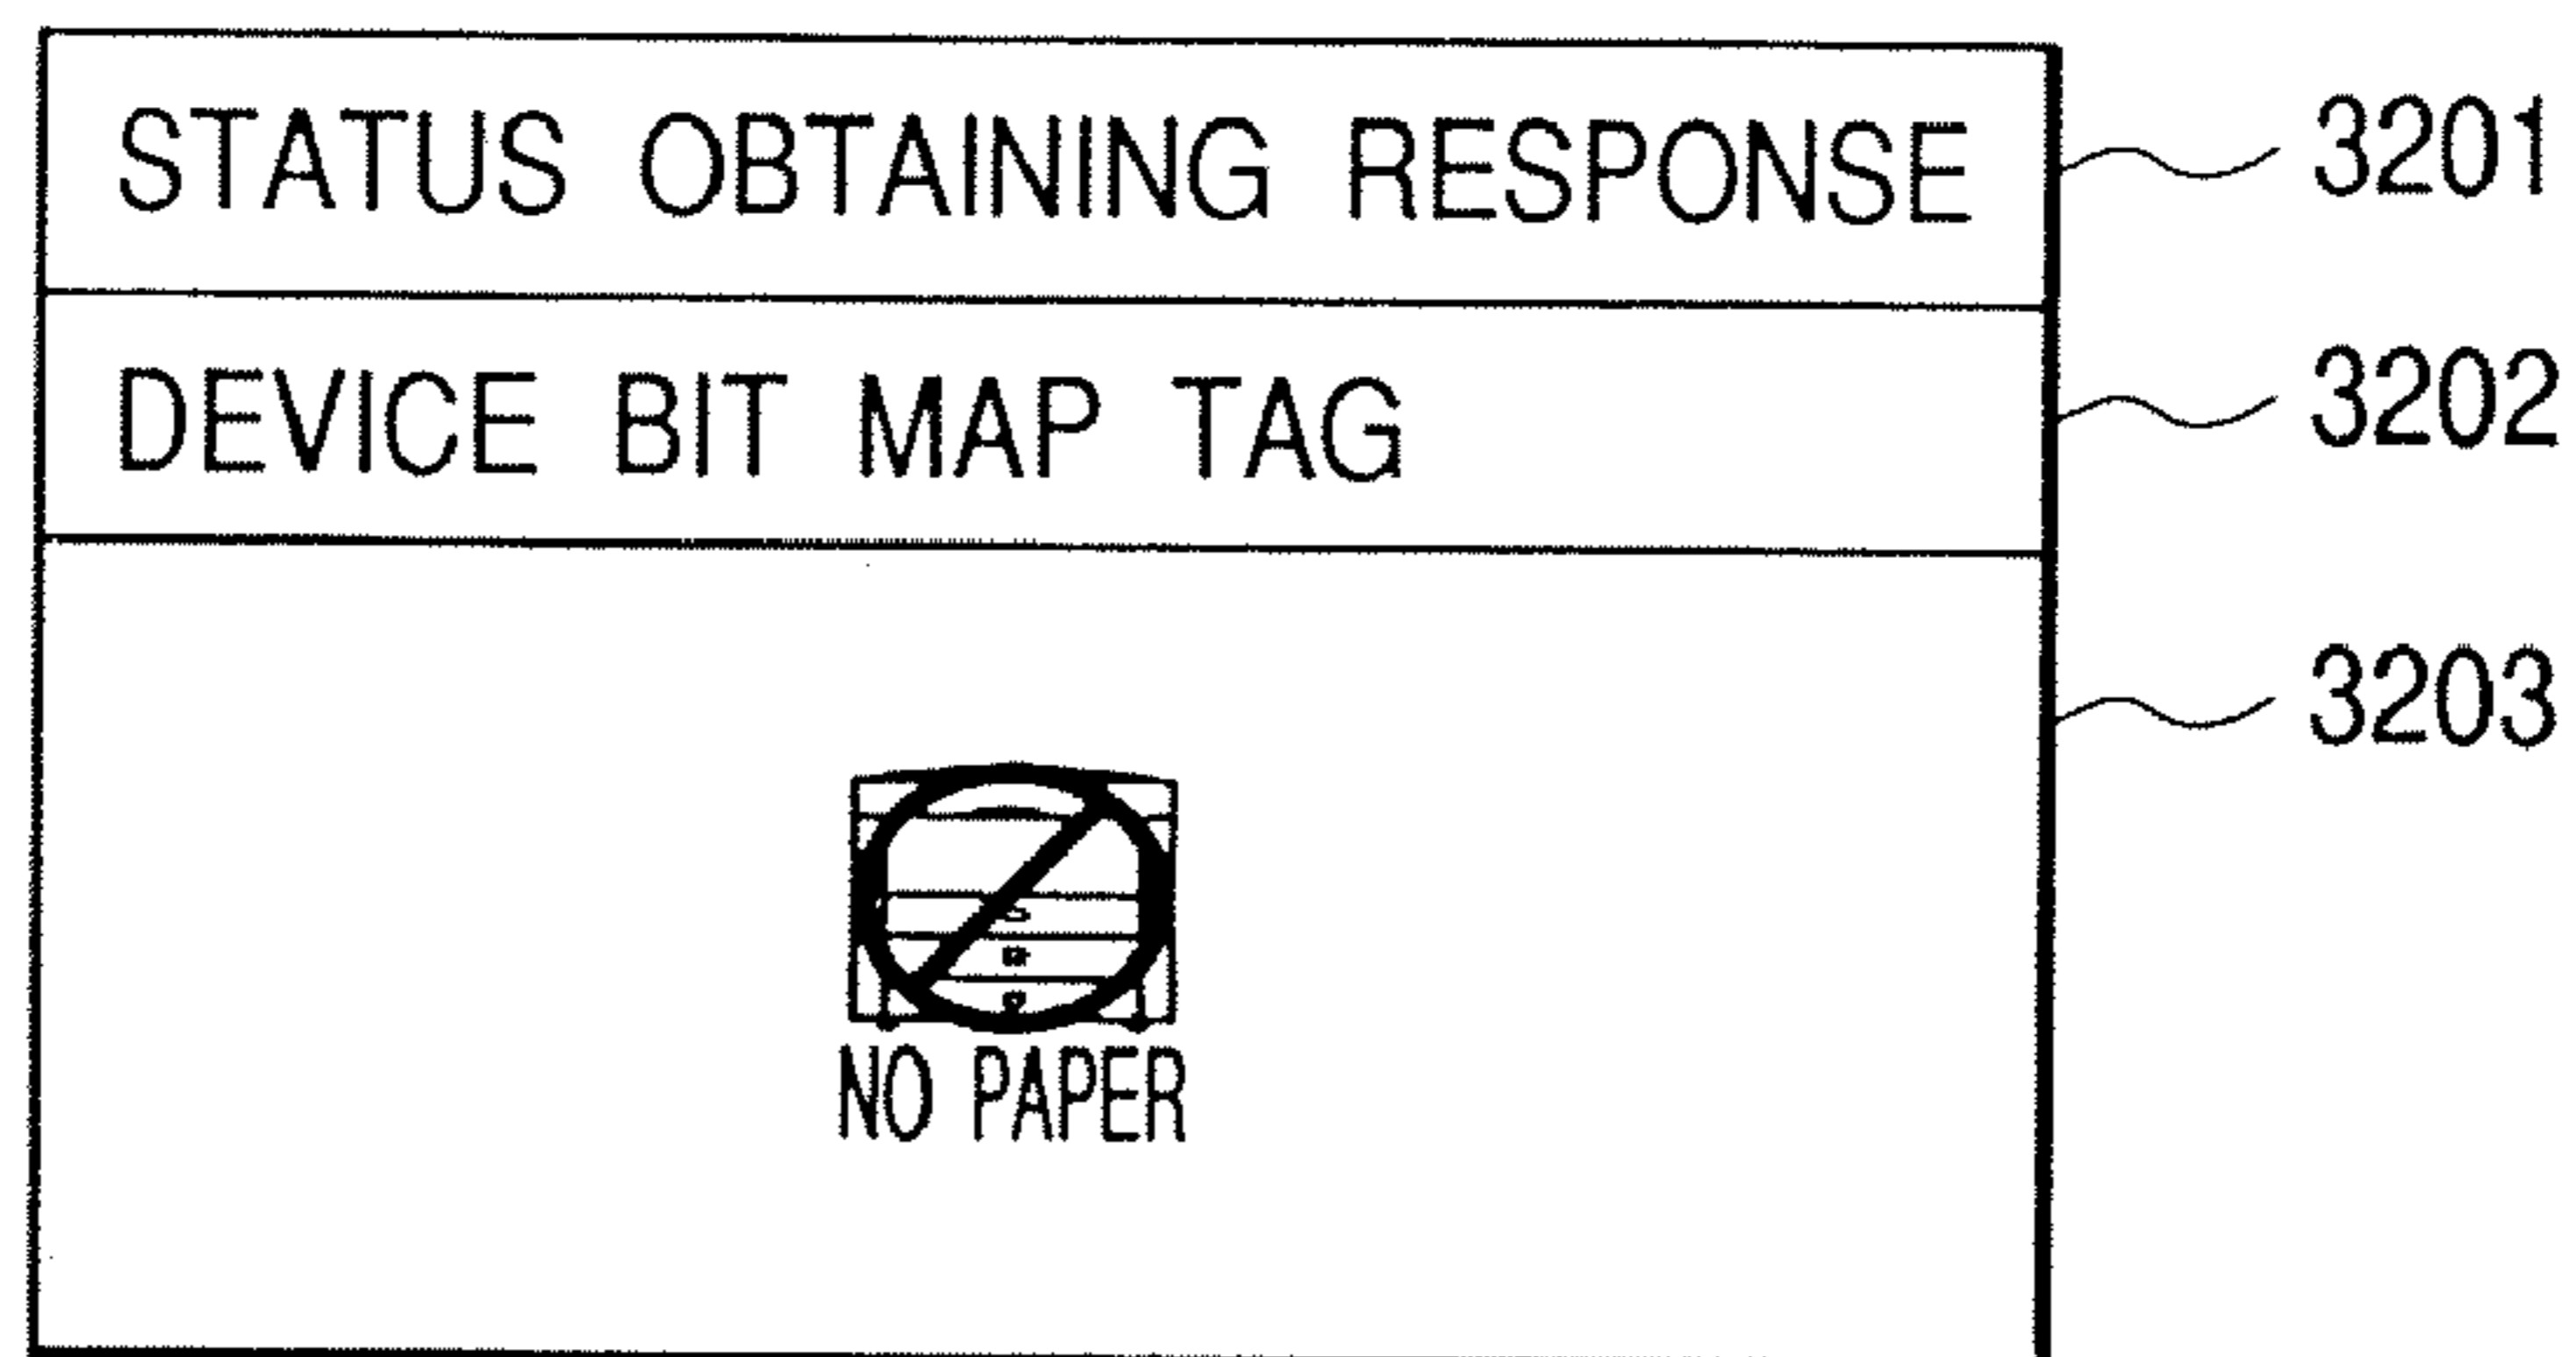 STATUS OBTAINING RESPONSE 3201
DEVICE BIT MAP TAG 3202
3203
NO PAPER